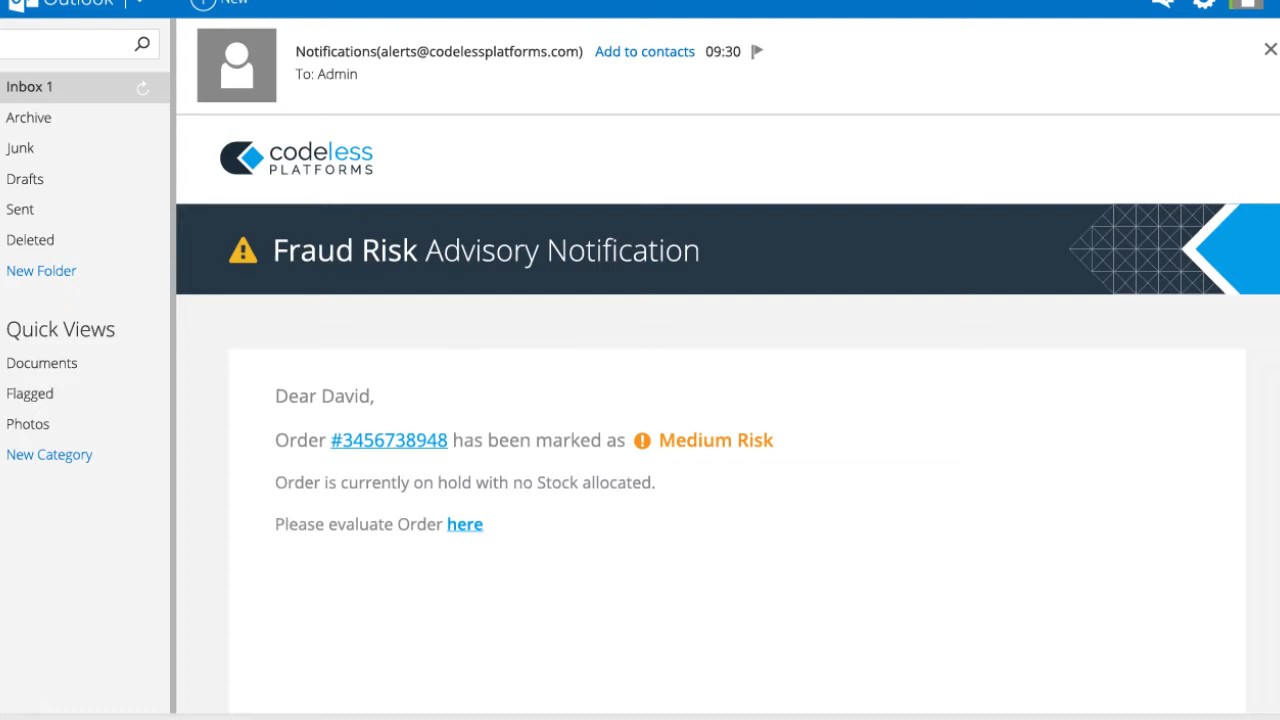 Outlook
New
Inbox 1
Archive
Junk
Drafts
Sent
Deleted
New Folder
Quick Views
Documents
Flagged
Photos
New Category
Notifications(alerts@codelessplatforms.com) Add to contacts 09:30
To: Admin
codeless
PLATFORMS
Fraud Risk Advisory Notification
Dear David,
Order #3456738948 has been marked as Medium Risk
Order is currently on hold with no Stock allocated.
Please evaluate Order here